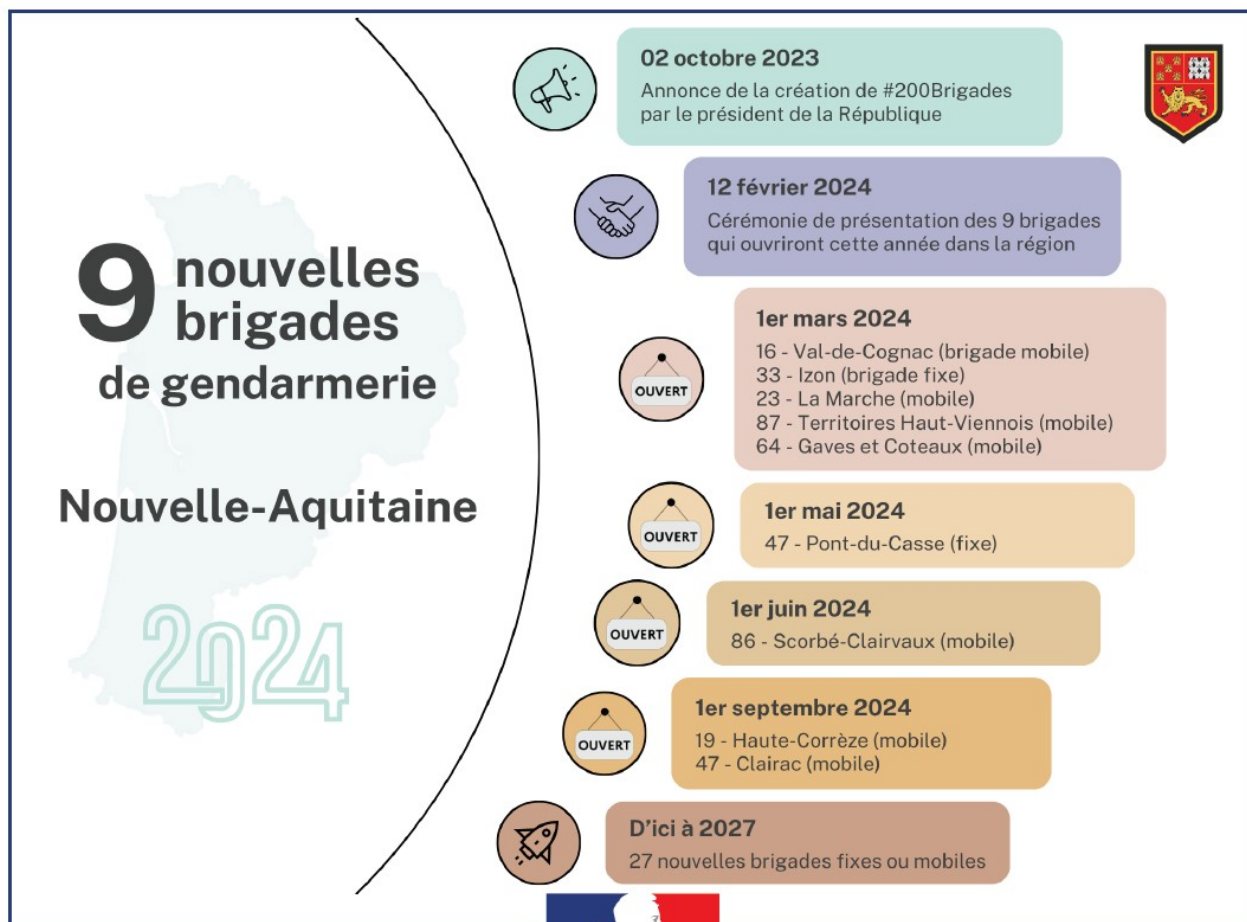 9 nouvelles
brigades
de gendarmerie
Nouvelle-Aquitaine
2024
02 octobre 2023
Annonce de la création de #200Brigades
par le président de la République
12 février 2024
Cérémonie de présentation des 9 brigades
qui ouvriront cette année dans la région
OUVERT
1er mars 2024
16 - Val-de-Cognac (brigade mobile)
33 - Izon (brigade fixe)
23 - La Marche (mobile)
87 - Territoires Haut-Viennois (mobile)
64 - Gaves et Coteaux (mobile)
OUVERT
1er mai 2024
47 - Pont-du-Casse (fixe)
OUVERT
1er juin 2024
86 - Scorbé-Clairvaux (mobile)
OUVERT
1er septembre 2024
19 - Haute-Corrèze (mobile)
47 - Clairac (mobile)
D’ici à 2027
27 nouvelles brigades fixes ou mobiles